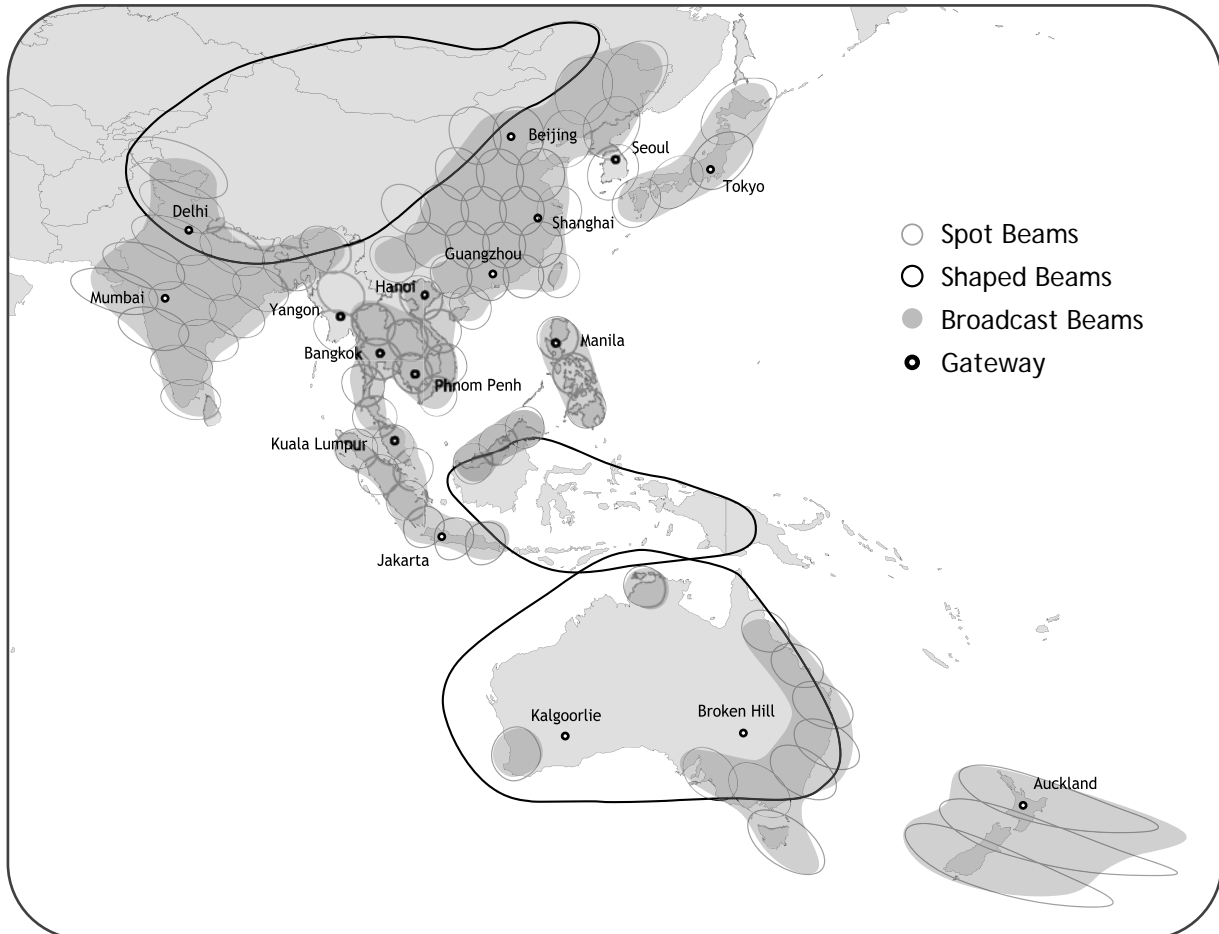 Beijing
Seoul
Tokyo
Delhi
Shanghai
Spot Beams
Guangzhou
Shaped Beams
Hanoi
Mumbai
Yangon
Broadcast Beams
Manila
Bangkok
Gateway
Phnom Penh
Kuala Lumpur
Jakarta
Kalgoorlie
Broken Hill
Auckland